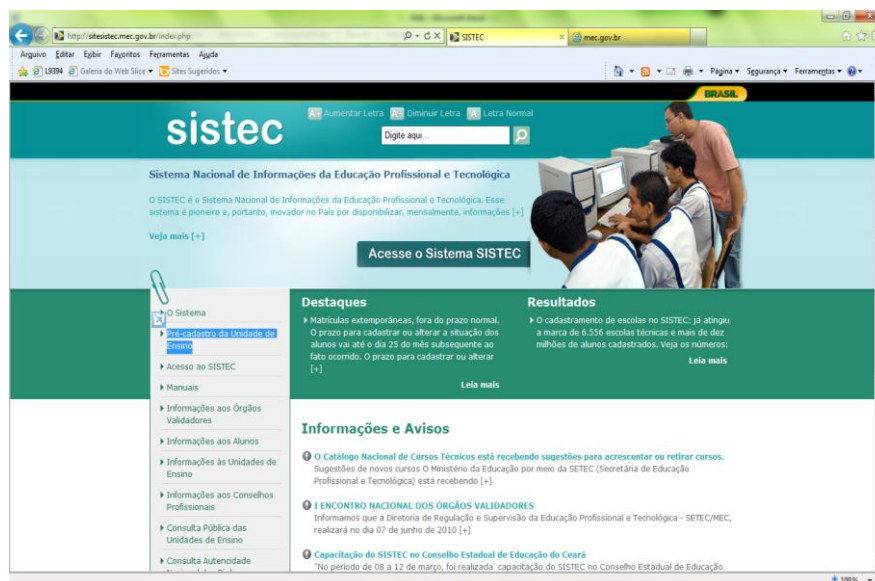 http://sitesistec.mec.gov.br/index.php
SISTEC
mec.gov.br
Arquivo Editar Exibir Favoritos Ferramentas Ajuda
L9394 Galeria do Web Slice Sites Sugeridos
Página Segurança Ferramentas
BRASIL
sistec
A+ Aumentar Letra A- Diminuir Letra A Letra Normal
Digite aqui...
Sistema Nacional de Informações da Educação Profissional e Tecnológica
O SISTEC é o Sistema Nacional de Informações da Educação Profissional e Tecnológica. Esse
sistema é pioneiro e, portanto, inovador no País por disponibilizar, mensalmente, informações [+]
Veja mais [+]
Acesse o Sistema SISTEC
O Sistema
Pré-cadastro da Unidade de
Ensino
Acesso ao SISTEC
Manuais
Informações aos Órgãos
Validadores
Informações aos Alunos
Informações às Unidades de
Ensino
Informações aos Conselhos
Profissionais
Consulta Pública das
Unidades de Ensino
Consulta Autencidade
Destaques
Matrículas extemporâneas, fora do prazo normal.
O prazo para cadastrar ou alterar a situação dos
alunos vai até o dia 25 do mês subsequente ao
fato ocorrido. O prazo para cadastrar ou alterar
[+]
Leia mais
Resultados
O cadastramento de escolas no SISTEC: já atingiu
a marca de 6.556 escolas técnicas e mais de dez
milhões de alunos cadastrados. Veja os números:
Leia mais
Informações e Avisos
O Catálogo Nacional de Cursos Técnicos está recebendo sugestões para acrescentar ou retirar cursos.
Sugestões de novos cursos O Ministério da Educação por meio da SETEC (Secretária de Educação
Profissional e Tecnológica) está recebendo [+]
I ENCONTRO NACIONAL DOS ÓRGÃOS VALIDADORES
Informamos que a Diretoria de Regulação e Supervisão da Educação Profissional e Tecnológica - SETEC/MEC,
realizará no dia 07 de junho de 2010 [+]
Capacitação do SISTEC no Conselho Estadual de Educação do Ceará
"No período de 08 a 12 de março, foi realizada capacitação do SISTEC no Conselho Estadual de Educação
100%